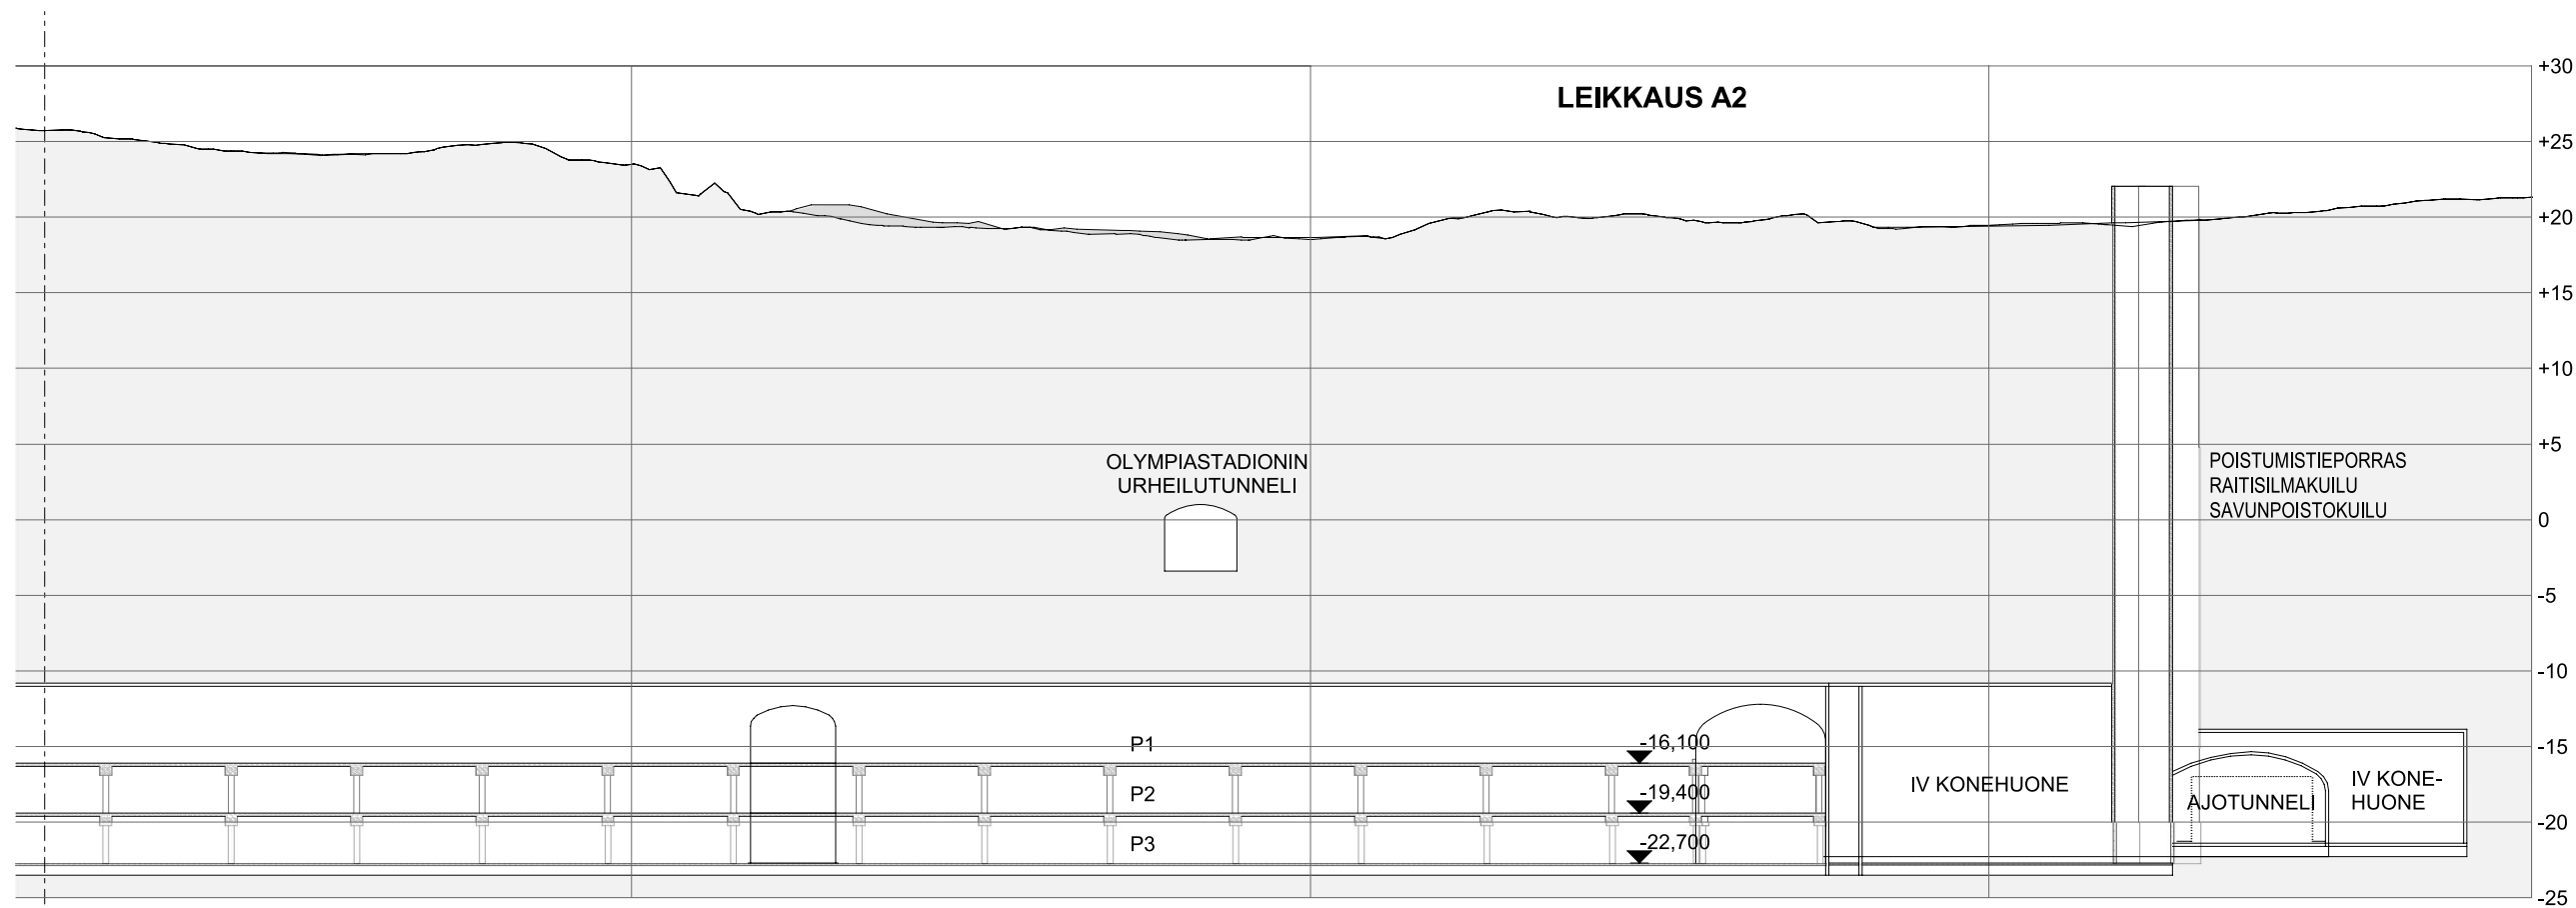 LEIKKAUS A2
+30
+25
+20
+15
+10
+5
OLYMPIASTADIONIN
URHEILUTUNNELI
POISTUMISTIEPORRAS
RAITISILMAKUILU
SAVUNPOISTOKUILU
0
-5
-10
P1
-16,100
-15
P2
-19,400
IV KONEHUONE
AJOTUNNELI
IV KONE-
HUONE
-20
P3
-22,700
-25